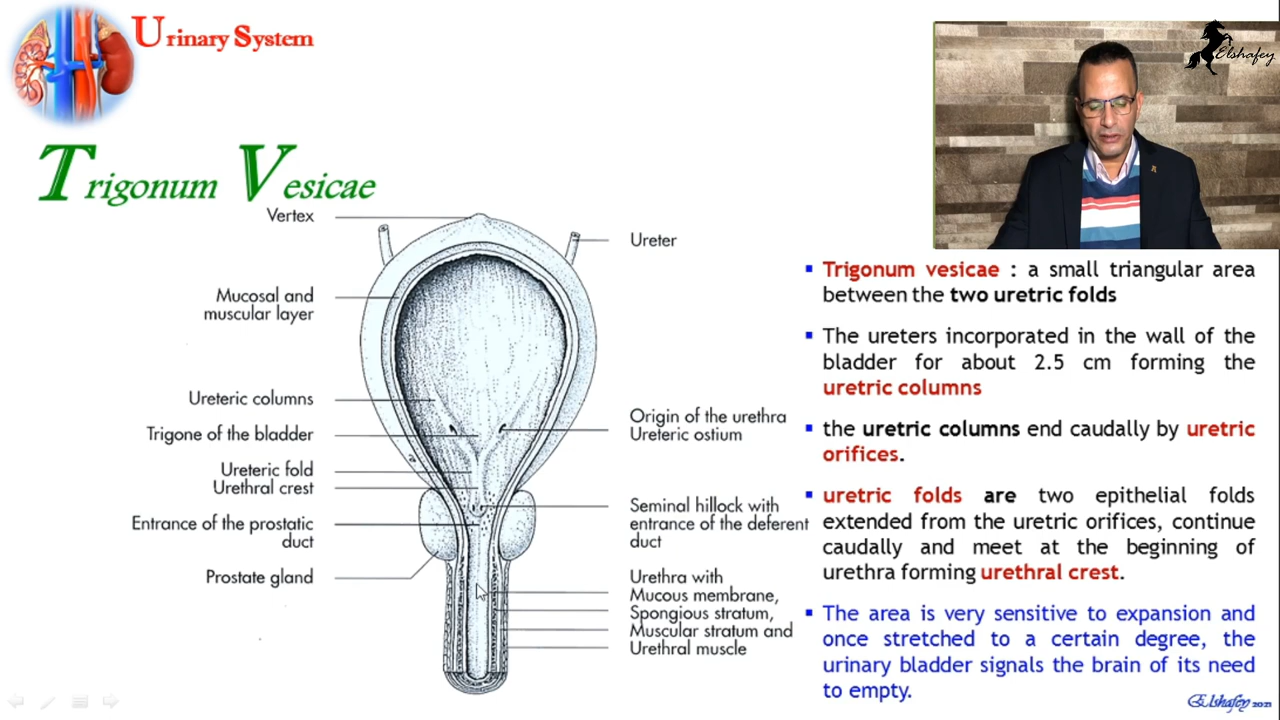 Urinary System
Elshafey
Trigonum Vesicae
Vertex
Mucosal and
muscular layer
Ureteric columns
Trigone of the bladder
Ureteric fold
Urethral crest
Entrance of the prostatic
duct
Prostate gland
Ureter
Origin of the urethra
Ureteric ostium
Seminal hillock with
entrance of the deferent
duct
Urethra with
Mucous membrane,
Spongious stratum,
Muscular stratum and
Urethral muscle
▪ Trigonum vesicae : a small triangular area
between the two uretric folds
▪ The ureters incorporated in the wall of the
bladder for about 2.5 cm forming the
uretric columns
▪ the uretric columns end caudally by uretric
orifices.
▪ uretric folds are two epithelial folds
extended from the uretric orifices, continue
caudally and meet at the beginning of
urethra forming urethral crest.
▪ The area is very sensitive to expansion and
once stretched to a certain degree, the
urinary bladder signals the brain of its need
to empty.
Elshafey 2021